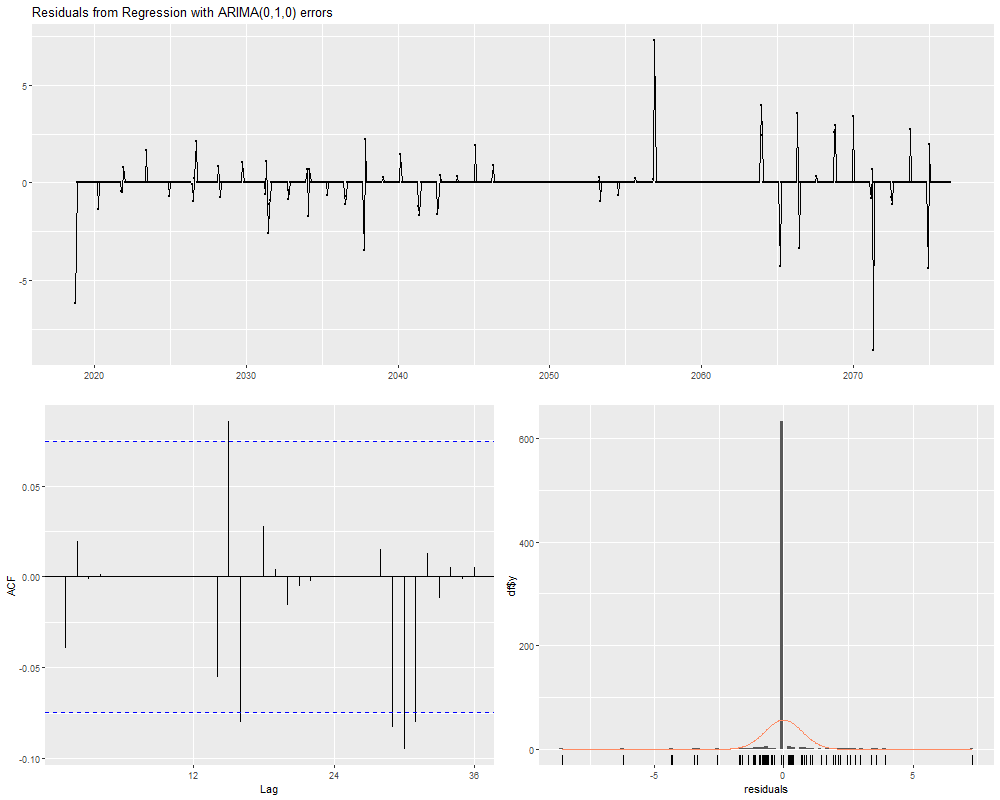 Residuals from Regression with ARIMA(0,1,0) errors
5
0
-5
2020 2030 2040 2050 2060 2070
ACF
0.05
0.00
-0.05
-0.10
12 24 36
Lag
df$y
600
400
200
0
-5 0 5
residuals